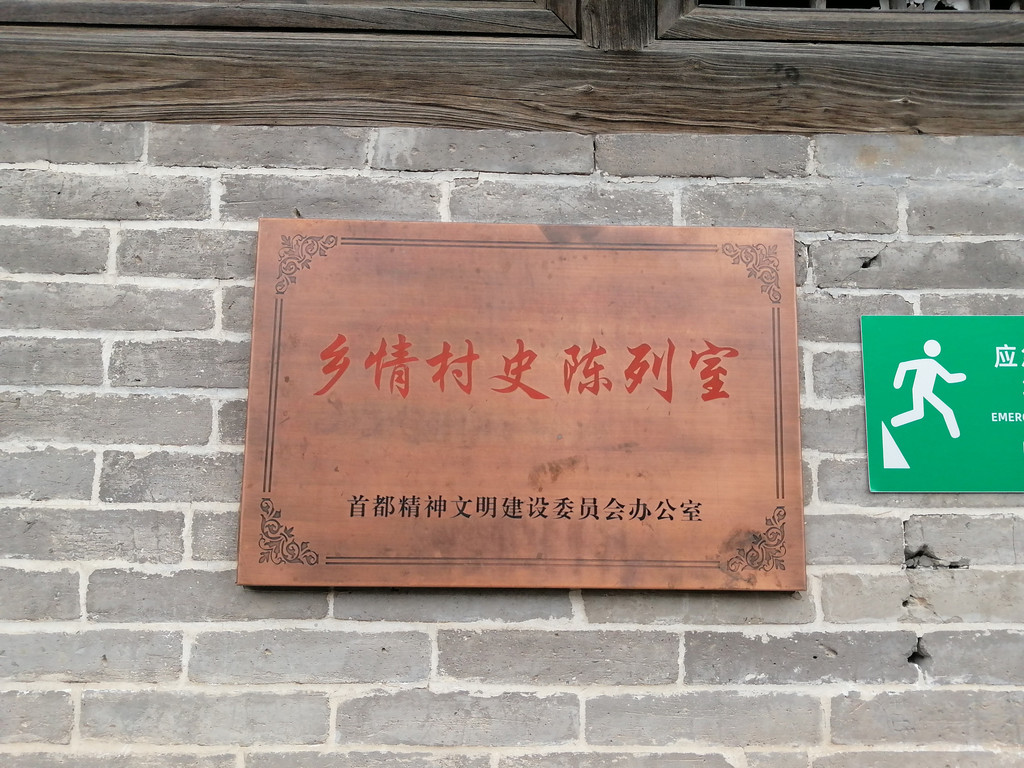 乡情村史陈列室
首都精神文明建设委员会办公室
应